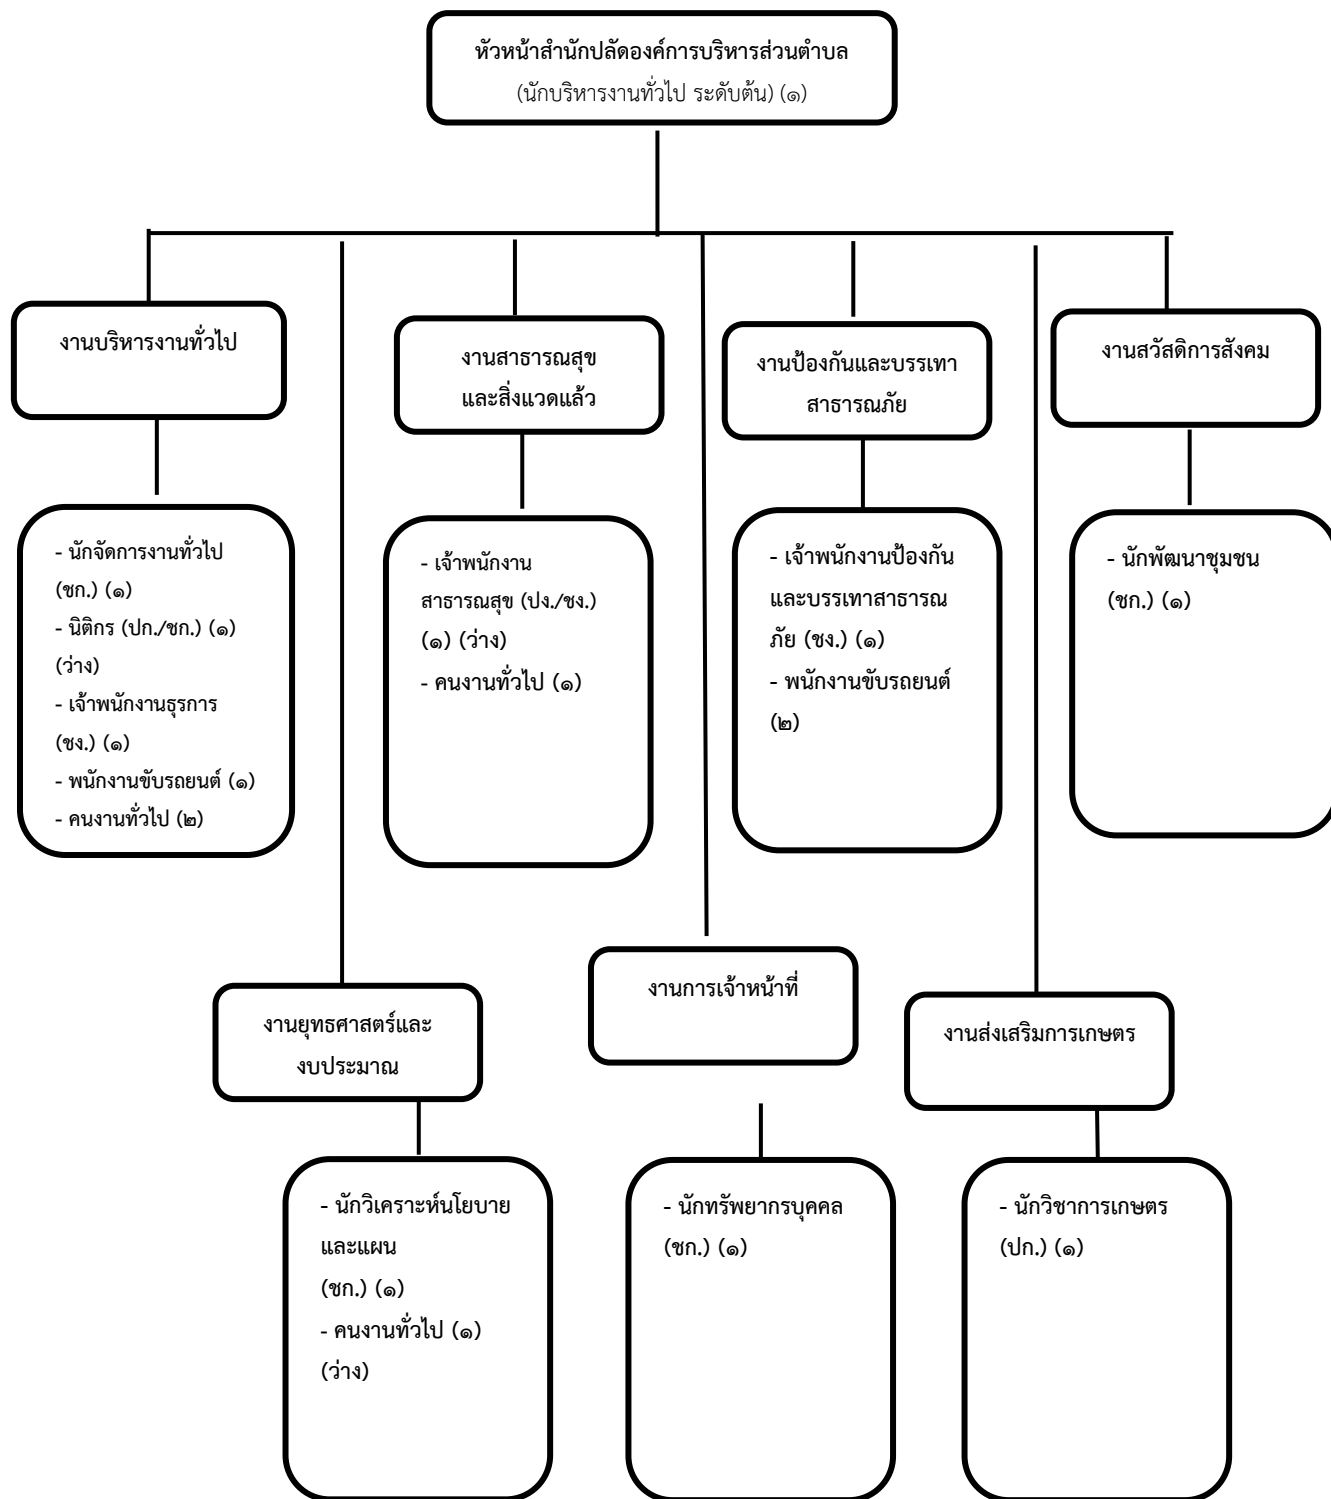 หัวหน้าสำนักปลัดองค์การบริหารส่วนตำบล
(นักบริหารงานทั่วไป ระดับต้น) (๑)
งานบริหารงานทั่วไป
งานสาธารณสุข
และสิ่งแวดแล้ว
งานป้องกันและบรรเทา
สาธารณภัย
งานสวัสดิการสังคม
- นักจัดการงานทั่วไป
(ชก.) (๑)
- นิติกร (ปก./ชก.) (๑)
(ว่าง)
- เจ้าพนักงานธุรการ
(ชง.) (๑)
- พนักงานขับรถยนต์ (๑)
- คนงานทั่วไป (๒)
- เจ้าพนักงาน
สาธารณสุข (ปง./ชง.)
(๑) (ว่าง)
- คนงานทั่วไป (๑)
- เจ้าพนักงานป้องกัน
และบรรเทาสาธารณ
ภัย (ชง.) (๑)
- พนักงานขับรถยนต์
(๒)
- นักพัฒนาชุมชน
(ชก.) (๑)
งานยุทธศาสตร์และ
งบประมาณ
งานการเจ้าหน้าที่
งานส่งเสริมการเกษตร
- นักวิเคราะห์นโยบาย
และแผน
(ชก.) (๑)
- คนงานทั่วไป (๑)
(ว่าง)
- นักทรัพยากรบุคคล
(ชก.) (๑)
- นักวิชาการเกษตร
(ปก.) (๑)